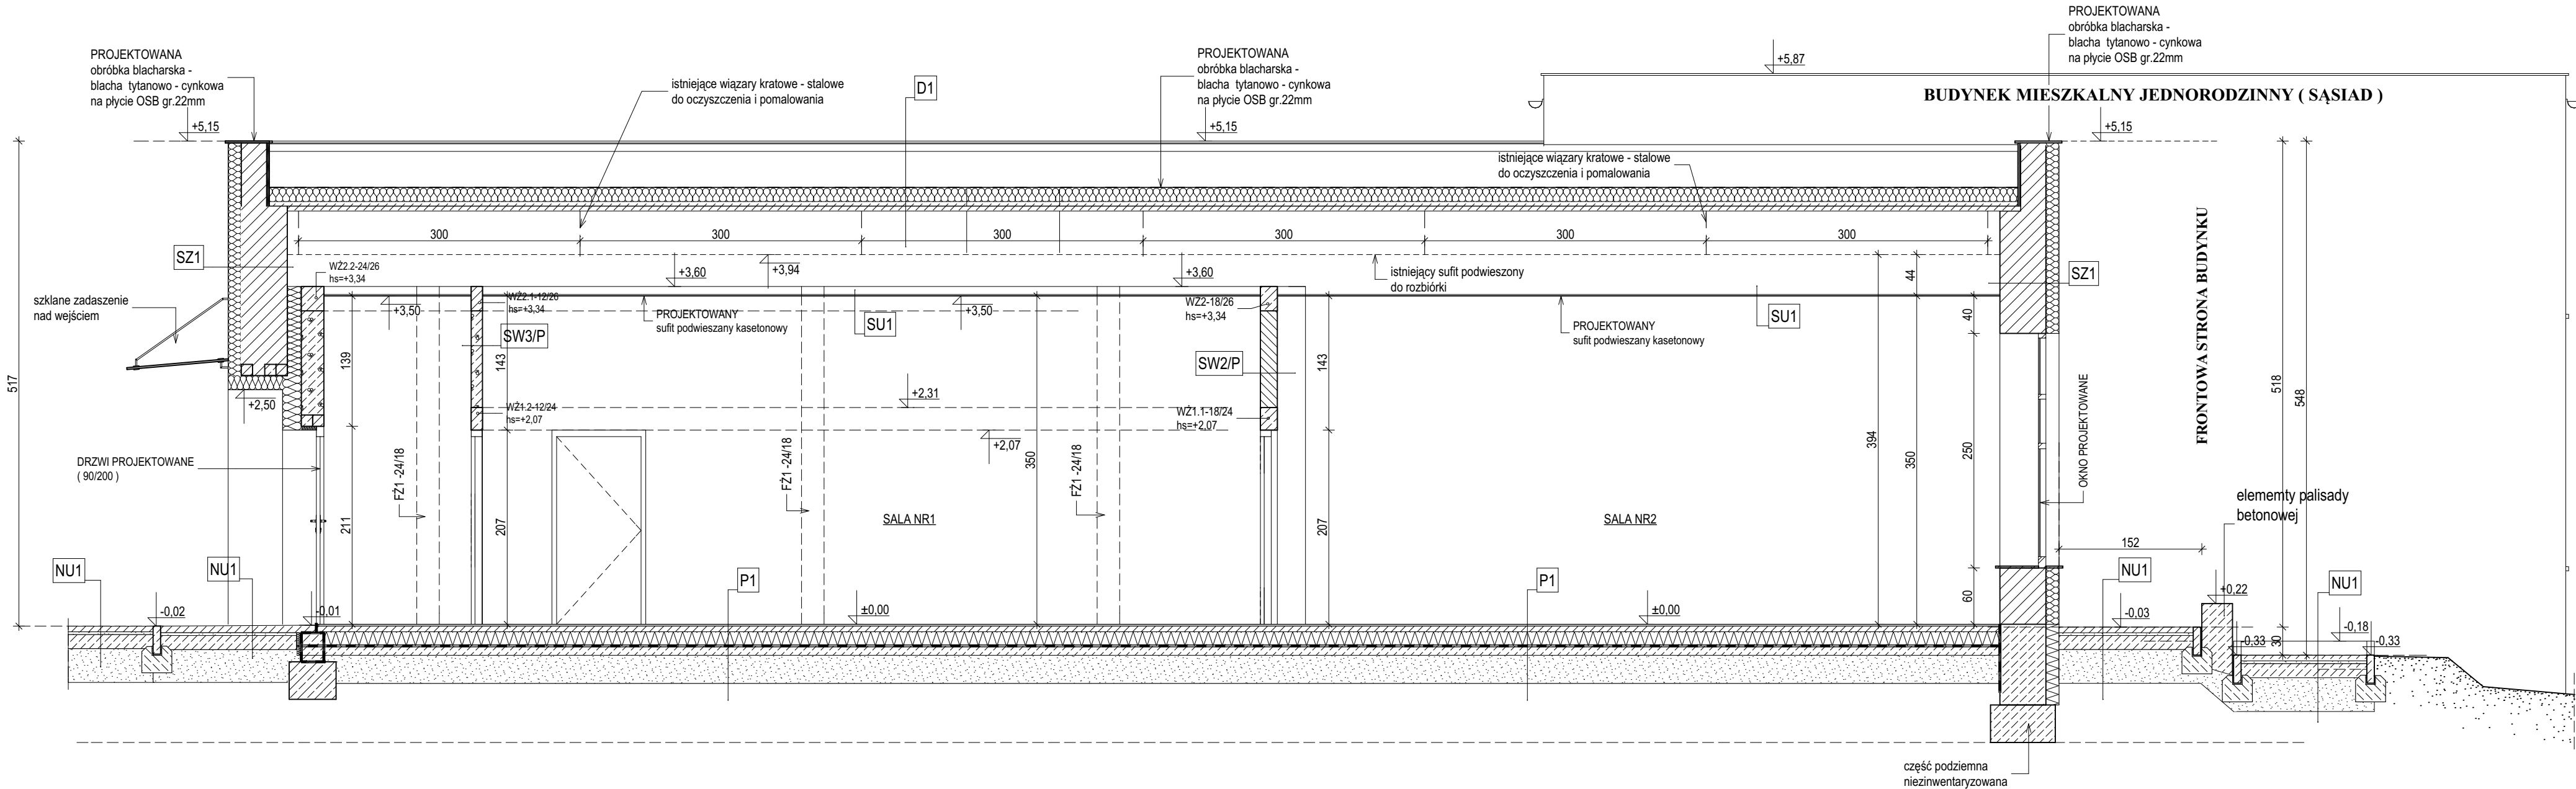 PROJEKTOWANA
obróbka blacharska -
blacha tytanowo - cynkowa
na płycie OSB gr.22mm
+5,15
istniejące wiązary kratowe - stalowe
do oczyszczenia i pomalowania
D1
PROJEKTOWANA
obróbka blacharska -
blacha tytanowo - cynkowa
na płycie OSB gr.22mm
+5,15
+5,87
PROJEKTOWANA
obróbka blacharska -
blacha tytanowo - cynkowa
na płycie OSB gr.22mm
BUDYNEK MIESZKALNY JEDNORODZINNY ( SĄSIAD )
+5,15
istniejące wiązary kratowe - stalowe
do oczyszczenia i pomalowania
300
300
300
300
300
300
SZ1
WŻ2.2-24/26
hs=+3,34
+3,60
+3,94
+3,60
istniejący sufit podwieszony
do rozbiórki
44
SZ1
szklane zadaszenie
nad wejściem
+3,50
WŻ2.1-12/26
hs=+3,34
PROJEKTOWANY
sufit podwieszany kasetonowy
SU1
+3,50
WŻ2-18/26
hs=+3,34
PROJEKTOWANY
sufit podwieszany kasetonowy
SU1
40
SW3/P
139
143
SW2/P
143
517
+2,50
WŻ1.2-12/24
hs=+2,07
+2,31
WŻ1.1-18/24
hs=+2,07
+2,07
518
548
FRONTOWA STRONA BUDYNKU
DRZWI PROJEKTOWANE
( 90/200 )
FŻ1 -24/18
FŻ1 -24/18
350
FŻ1 -24/18
394
350
250
OKNO PROJEKTOWANE
elememty palisady
betonowej
211
207
SALA NR1
207
SALA NR2
152
NU1
NU1
P1
P1
NU1
NU1
60
-0,02
-0,01
±0,00
±0,00
-0,03
+0,22
-0,33
30
-0,18
-0,33
część podziemna
niezinwentaryzowana